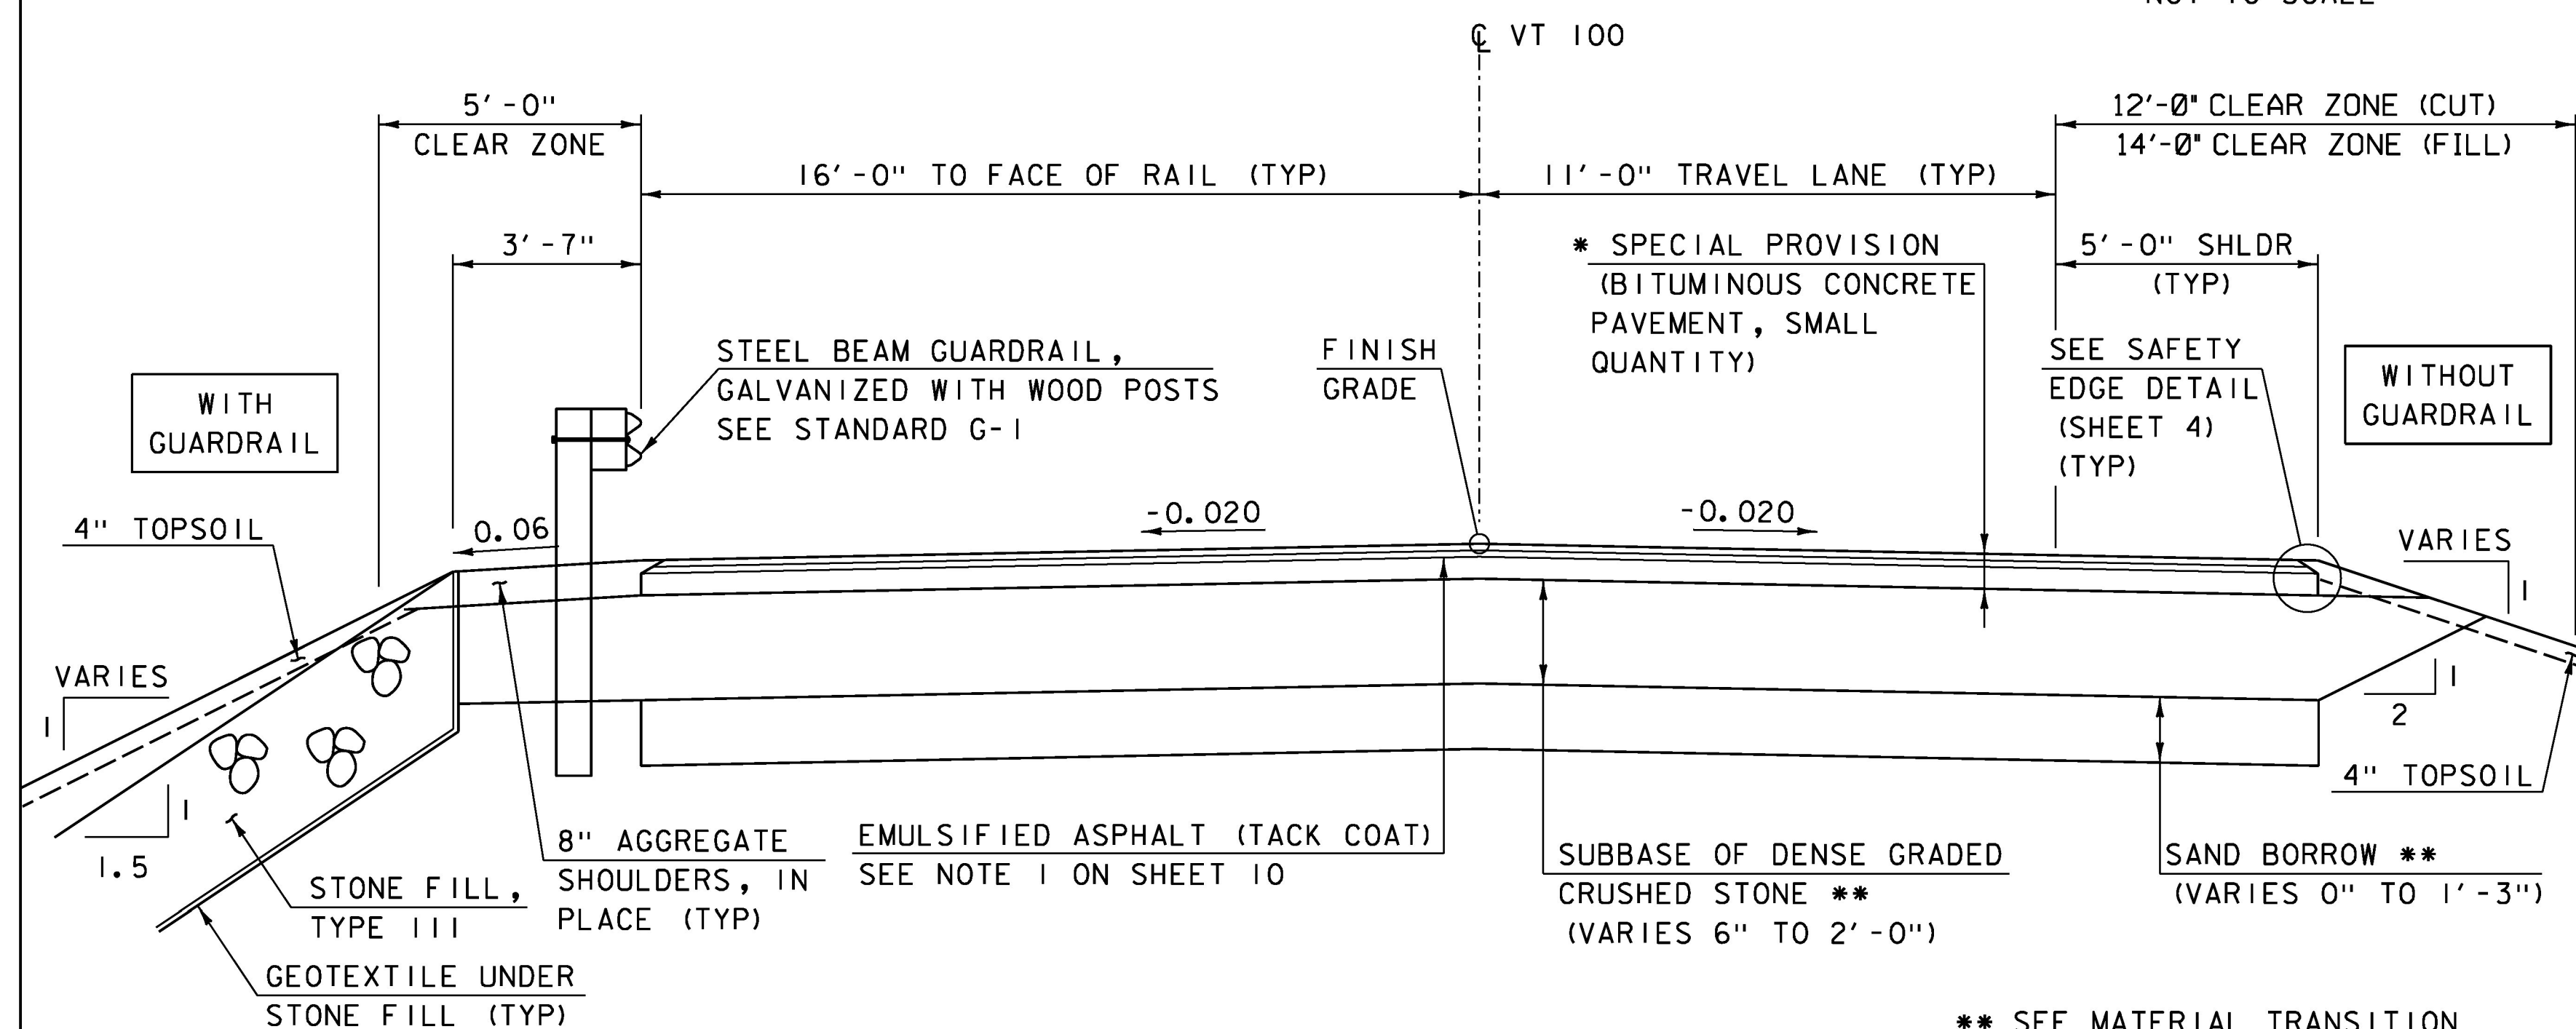 NOT TO SCALE
℄ VT 100
5'-0"
CLEAR ZONE
12'-0" CLEAR ZONE (CUT)
14'-0" CLEAR ZONE (FILL)
16'-0" TO FACE OF RAIL (TYP)
11'-0" TRAVEL LANE (TYP)
3'-7"
* SPECIAL PROVISION
(BITUMINOUS CONCRETE
PAVEMENT, SMALL
QUANTITY)
5'-0" SHLDR
(TYP)
WITH
GUARDRAIL
STEEL BEAM GUARDRAIL,
GALVANIZED WITH WOOD POSTS
SEE STANDARD G-1
FINISH
GRADE
SEE SAFETY
EDGE DETAIL
(SHEET 4)
(TYP)
WITHOUT
GUARDRAIL
4" TOPSOIL
0.06
-0.020
-0.020
VARIES
1
VARIES
1
1
1.5
1
2
4" TOPSOIL
STONE FILL,
TYPE III
8" AGGREGATE
SHOULDERS, IN
PLACE (TYP)
EMULSIFIED ASPHALT (TACK COAT)
SEE NOTE 1 ON SHEET 10
SUBBASE OF DENSE GRADED
CRUSHED STONE **
(VARIES 6" TO 2'-0")
SAND BORROW **
(VARIES 0" TO 1'-3")
GEOTEXTILE UNDER
STONE FILL (TYP)
** SEE MATERIAL TRANSITION